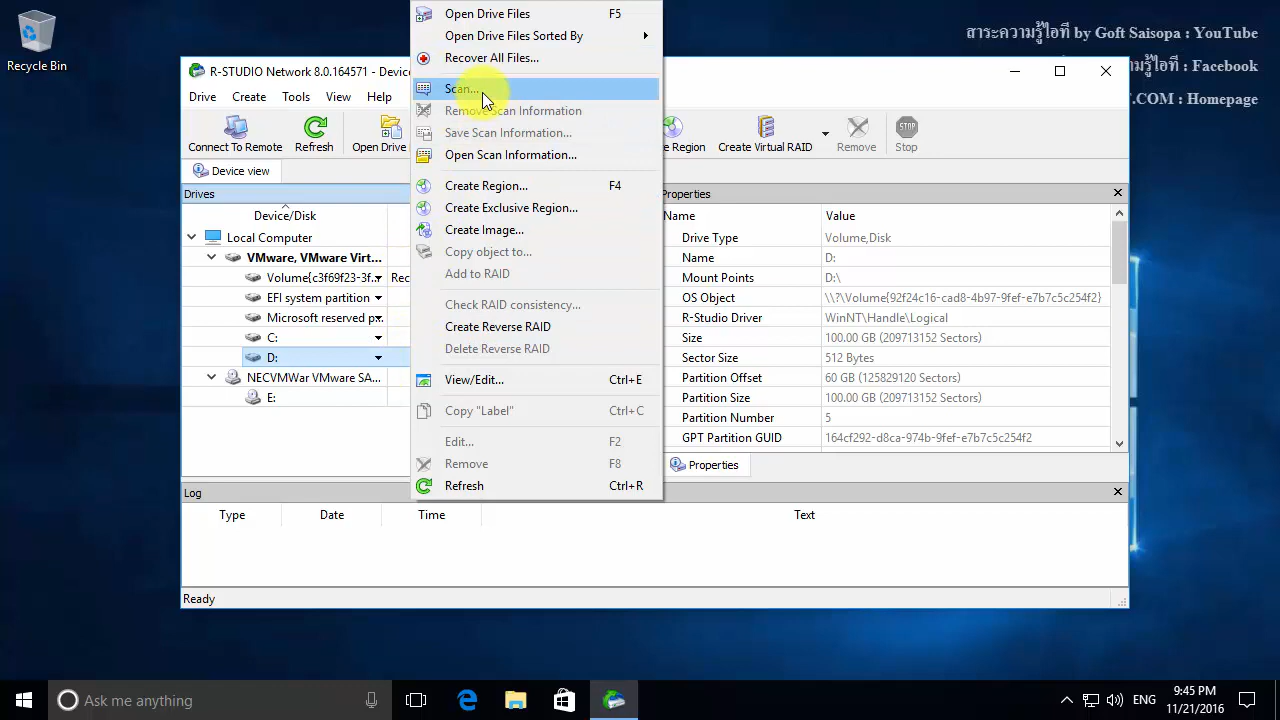 Recycle Bin
สาระความรู้ไอที by Goft Saisopa : YouTube
ความรู้ไอที : Facebook
T.COM : Homepage
R-STUDIO Network 8.0.164571 - Device
Drive Create Tools View Help
Connect To Remote Refresh Open Drive e Region Create Virtual RAID Remove Stop
STOP
Device view
Drives
Device/Disk
Local Computer
VMware, VMware Virt...
Volume{c3f69f23-3f... Rec
EFI system partition
Microsoft reserved p...
C:
D:
NECVMWar VMware SA...
E:
Open Drive Files F5
Open Drive Files Sorted By
Recover All Files...
Scan...
Remove Scan Information
Save Scan Information...
Open Scan Information...
Create Region... F4
Create Exclusive Region...
Create Image...
Copy object to...
Add to RAID
Check RAID consistency...
Create Reverse RAID
Delete Reverse RAID
View/Edit... Ctrl+E
Copy "Label" Ctrl+C
Edit... F2
Remove F8
Refresh Ctrl+R
Properties
Name Value
Drive Type Volume,Disk
Name D:
Mount Points D:\
OS Object \\?\Volume{92f24c16-cad8-4b97-9fef-e7b7c5c254f2}
R-Studio Driver WinNT\Handle\Logical
Size 100.00 GB (209713152 Sectors)
Sector Size 512 Bytes
Partition Offset 60 GB (125829120 Sectors)
Partition Size 100.00 GB (209713152 Sectors)
Partition Number 5
GPT Partition GUID 164cf292-d8ca-974b-9fef-e7b7c5c254f2
Properties
Log
Type Date Time Text
Ready
Ask me anything
ENG
9:45 PM
11/21/2016